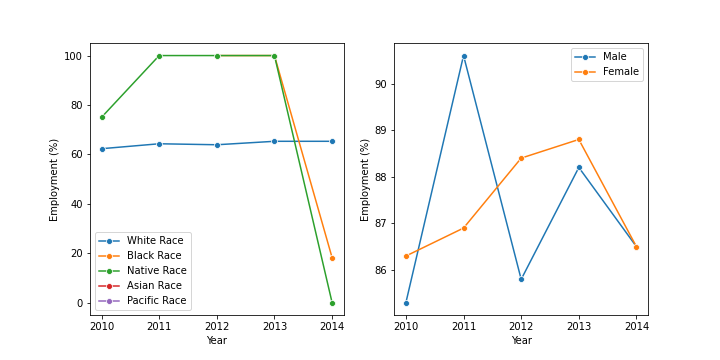 100
80
60
40
20
0
Employment (%)
2010 2011 2012 2013 2014
Year
White Race
Black Race
Native Race
Asian Race
Pacific Race
90
89
88
87
86
Employment (%)
2010 2011 2012 2013 2014
Year
Male
Female